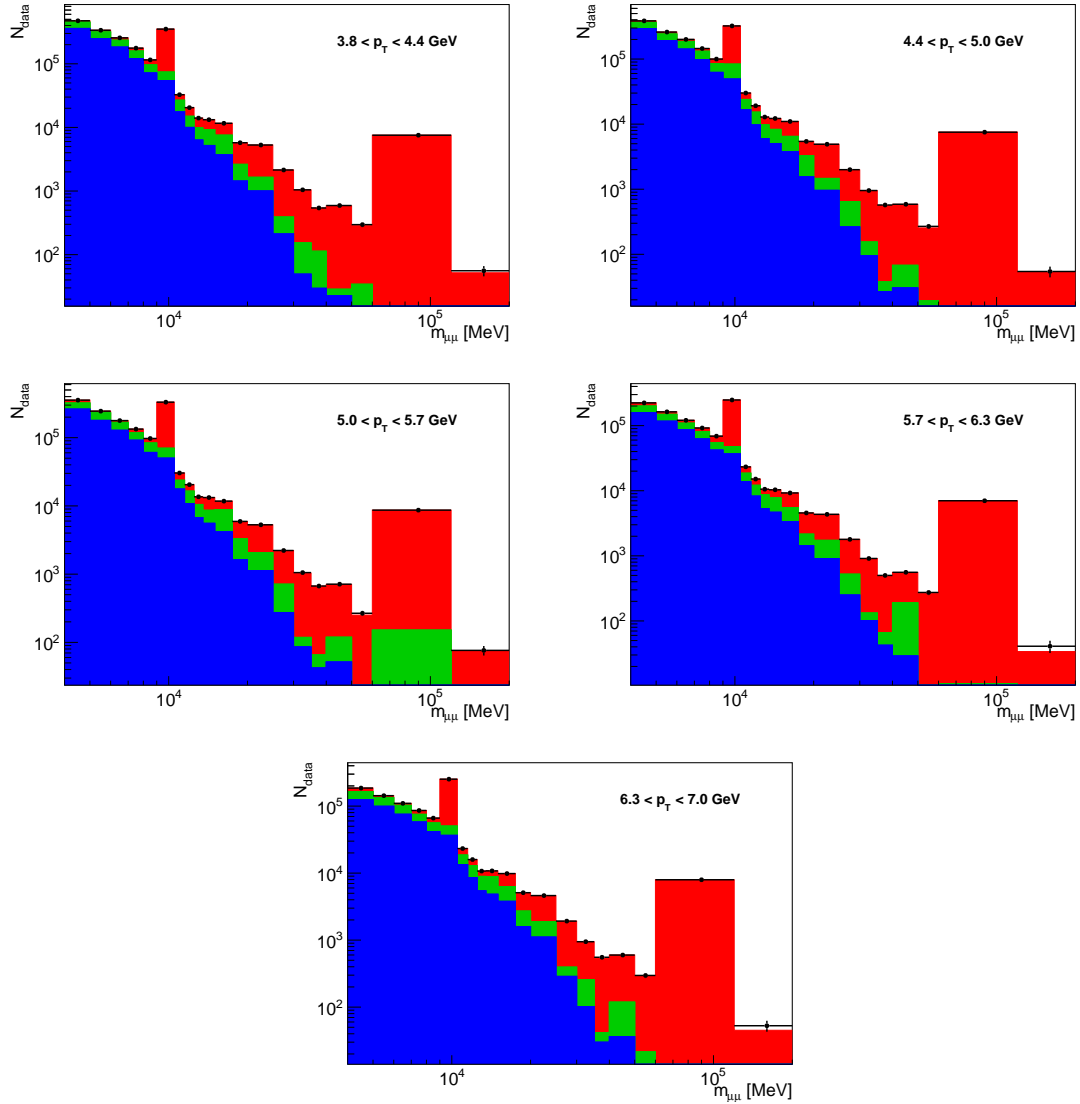 N_data
3.8 < p_T < 4.4 GeV
10^5
10^4
10^3
10^2
10^4
10^5
m_μμ [MeV]
N_data
4.4 < p_T < 5.0 GeV
10^5
10^4
10^3
10^2
10^4
10^5
m_μμ [MeV]
N_data
5.0 < p_T < 5.7 GeV
10^5
10^4
10^3
10^2
10^4
10^5
m_μμ [MeV]
N_data
5.7 < p_T < 6.3 GeV
10^5
10^4
10^3
10^2
10^4
10^5
m_μμ [MeV]
N_data
6.3 < p_T < 7.0 GeV
10^5
10^4
10^3
10^2
10^4
10^5
m_μμ [MeV]